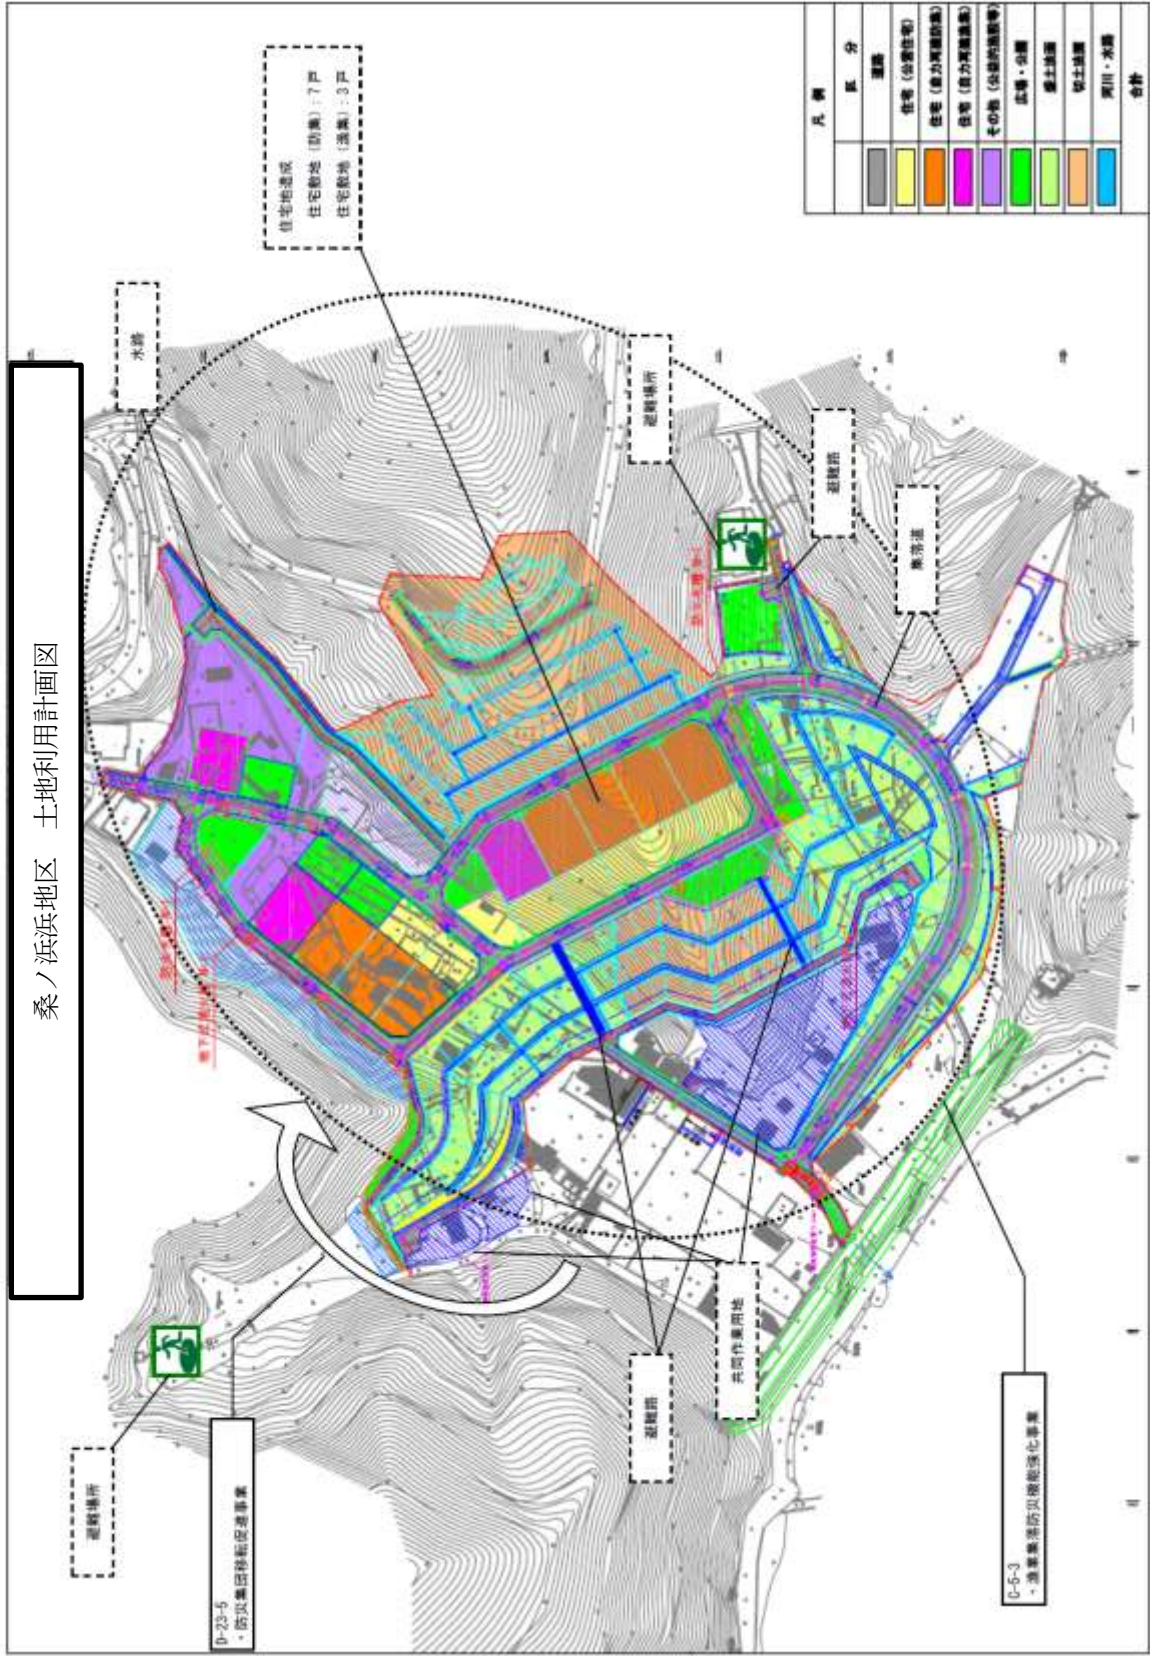 桑ノ浜浜地区　土地利用計画図
避難場所
D-23-5
・防災集団移転促進事業
水路
住宅地造成
住宅敷地（防集）：7戸
住宅敷地（漁集）：3戸
避難場所
避難路
集落道
避難路
共同作業用地
C-5-3
・漁業集落防災機能強化事業
凡　例
区　分
道路
住宅（公営住宅）
住宅（自力再建防集）
住宅（自力再建漁集）
その他（公益的施設等）
広場・公園
盛土法面
切土法面
河川・水路
合計